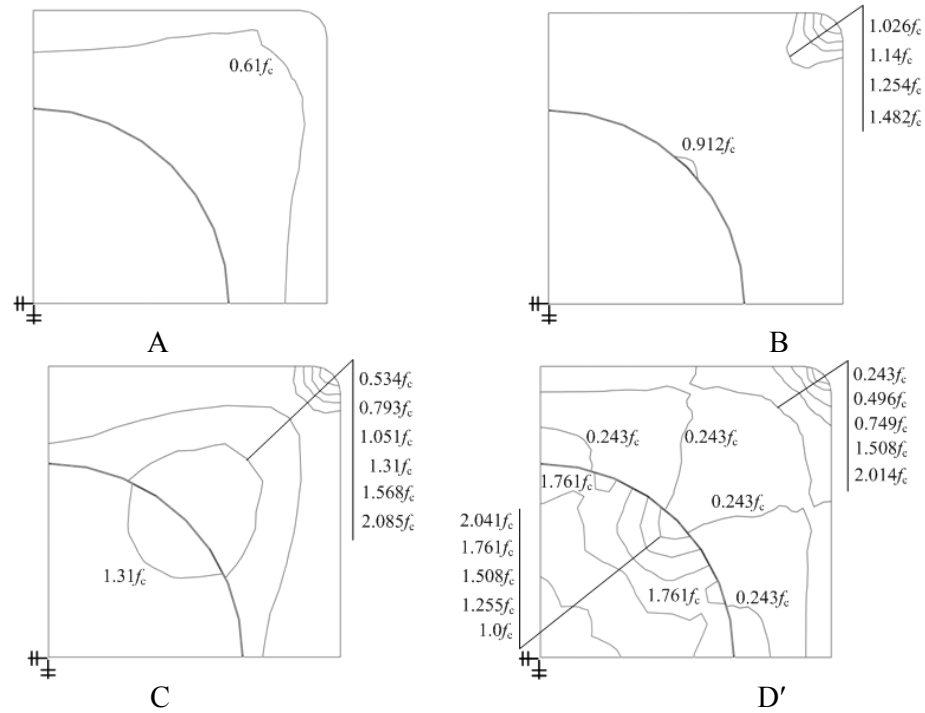 0.61fc
A
1.026fc
1.14fc
1.254fc
1.482fc
0.912fc
B
0.534fc
0.793fc
1.051fc
1.31fc
1.568fc
2.085fc
1.31fc
C
0.243fc
0.496fc
0.749fc
1.508fc
2.014fc
0.243fc
0.243fc
1.761fc
0.243fc
2.041fc
1.761fc
1.508fc
1.255fc
1.0fc
1.761fc
0.243fc
D′